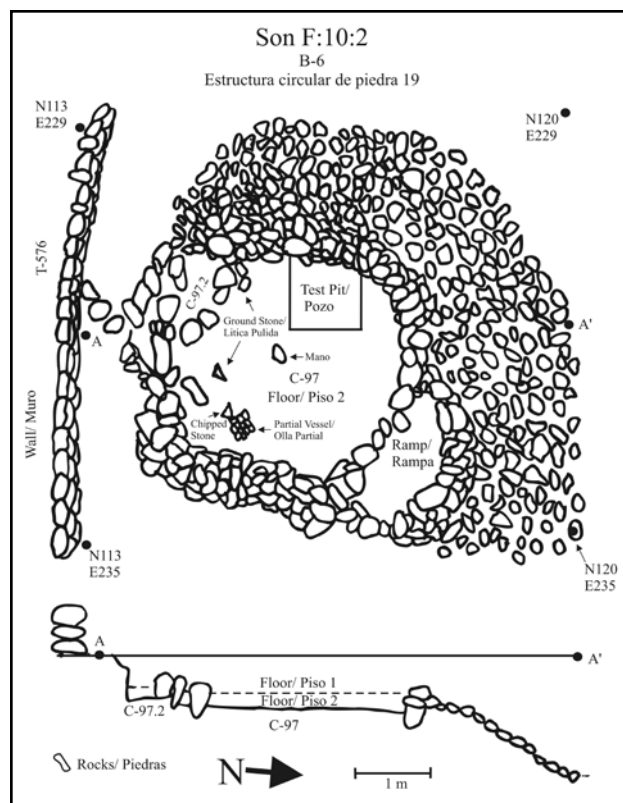 Son F:10:2
B-6
Estructura circular de piedra 19
N113
E229
N120
E229
T-576
Wall/ Muro
C-97.2
Test Pit/
Pozo
Ground Stone/
Litica Pulida
A
A'
Mano
C-97
Floor/ Piso 2
Chipped
Stone
Partial Vessel/
Olla Partial
Ramp/
Rampa
N113
E235
N120
E235
A
A'
Floor/ Piso 1
Floor/ Piso 2
C-97.2
C-97
Rocks/ Piedras
N
1 m